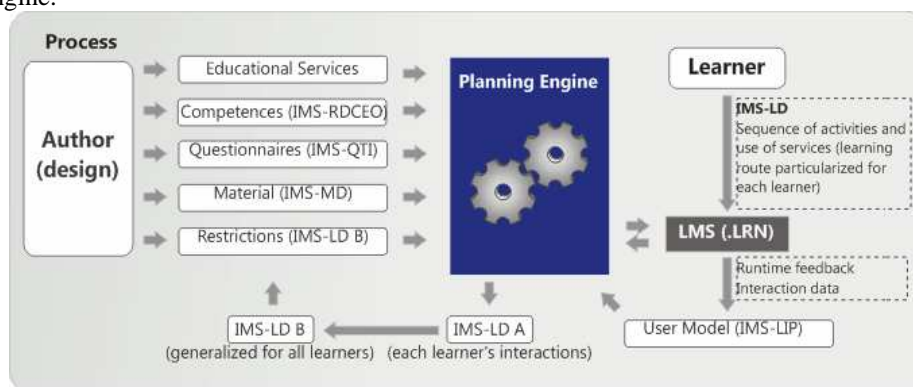 ngine.
Process
Author
(design)
Educational Services
Competences (IMS-RDCEO)
Questionnaires (IMS-QTI)
Material (IMS-MD)
Restrictions (IMS-LD B)
Planning Engine
Learner
IMS-LD
Sequence of activities and
use of services (learning
route particularized for
each learner)
LMS (.LRN)
Runtime feedback
Interaction data
User Model (IMS-LIP)
IMS-LD A
(each learner's interactions)
IMS-LD B
(generalized for all learners)